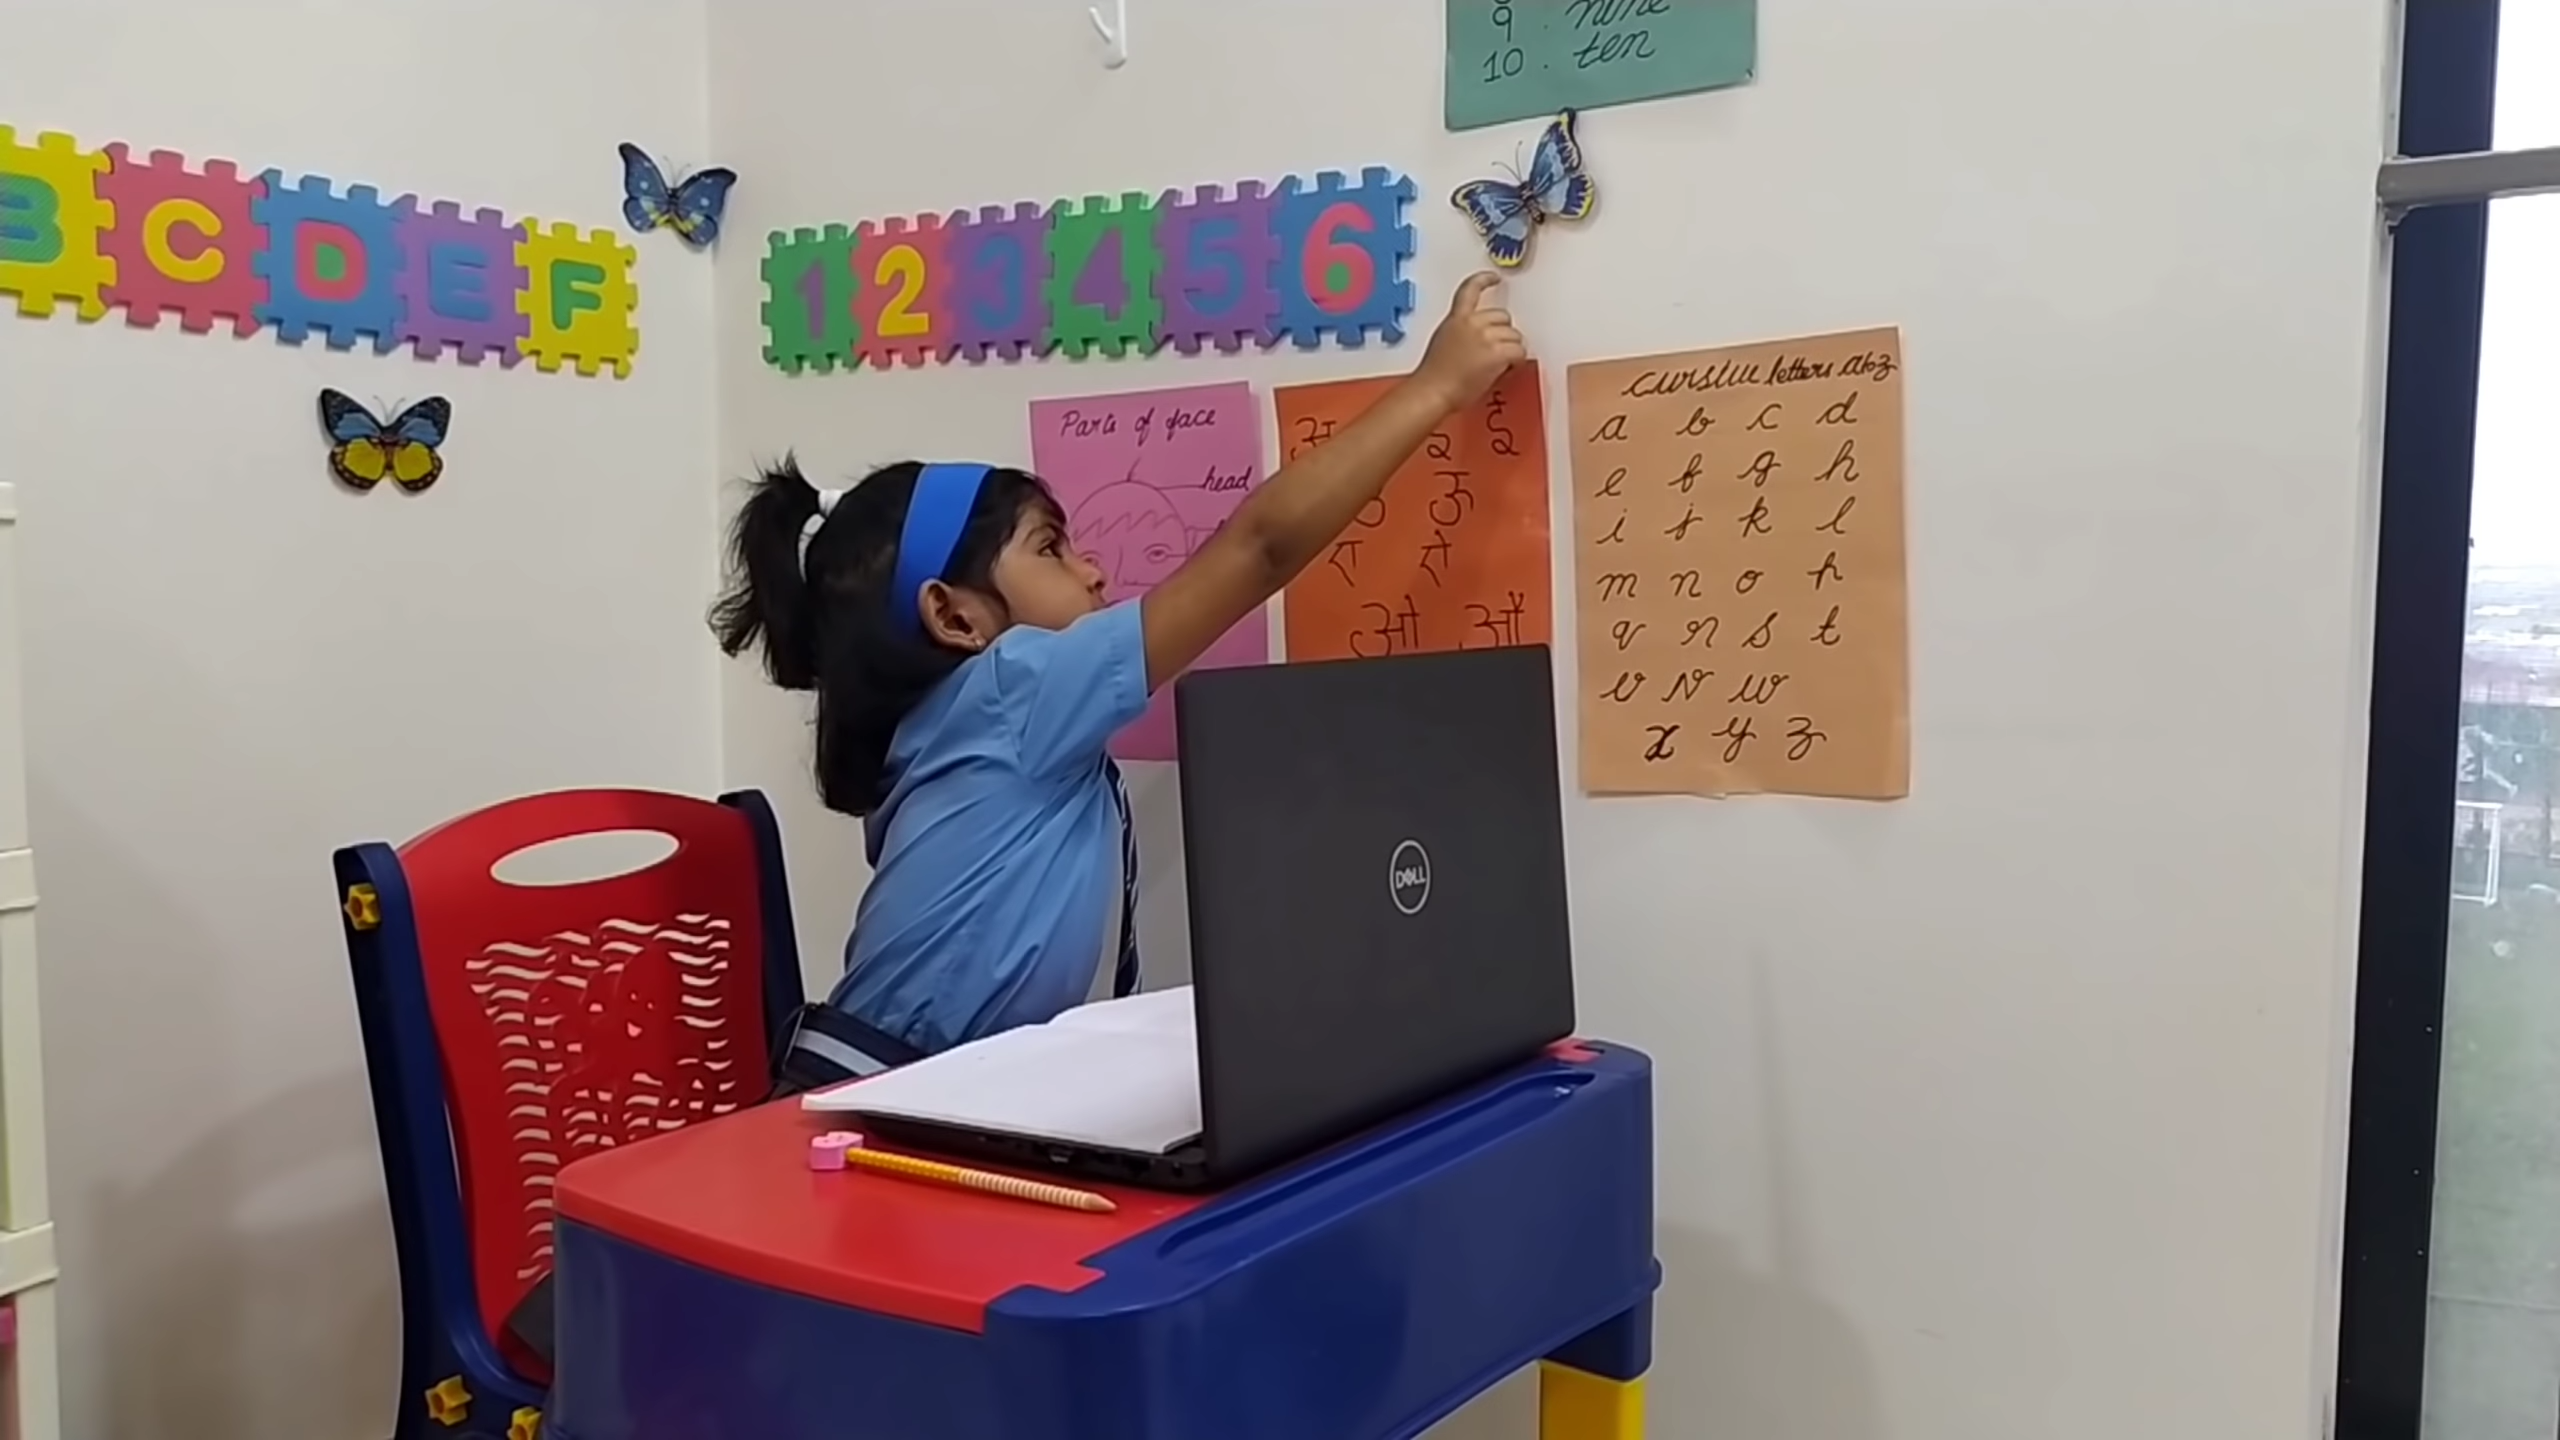 9 . nine
10 . ten
B C D E F
1 2 3 4 5 6
Parts of face
head
अ इ ई
उ ऊ
ओ औ
cursive letters a to z
a b c d
e f g h
i j k l
m n o p
q r s t
u v w
x y z
DELL